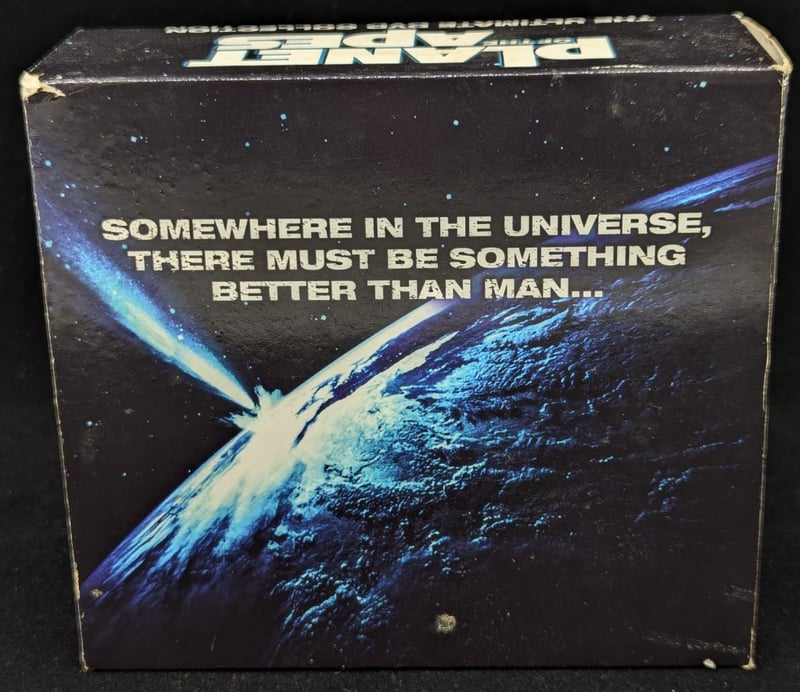 THE ULTIMATE DVD COLLECTION
PLANET
OF THE
APES
SOMEWHERE IN THE UNIVERSE,
THERE MUST BE SOMETHING
BETTER THAN MAN...